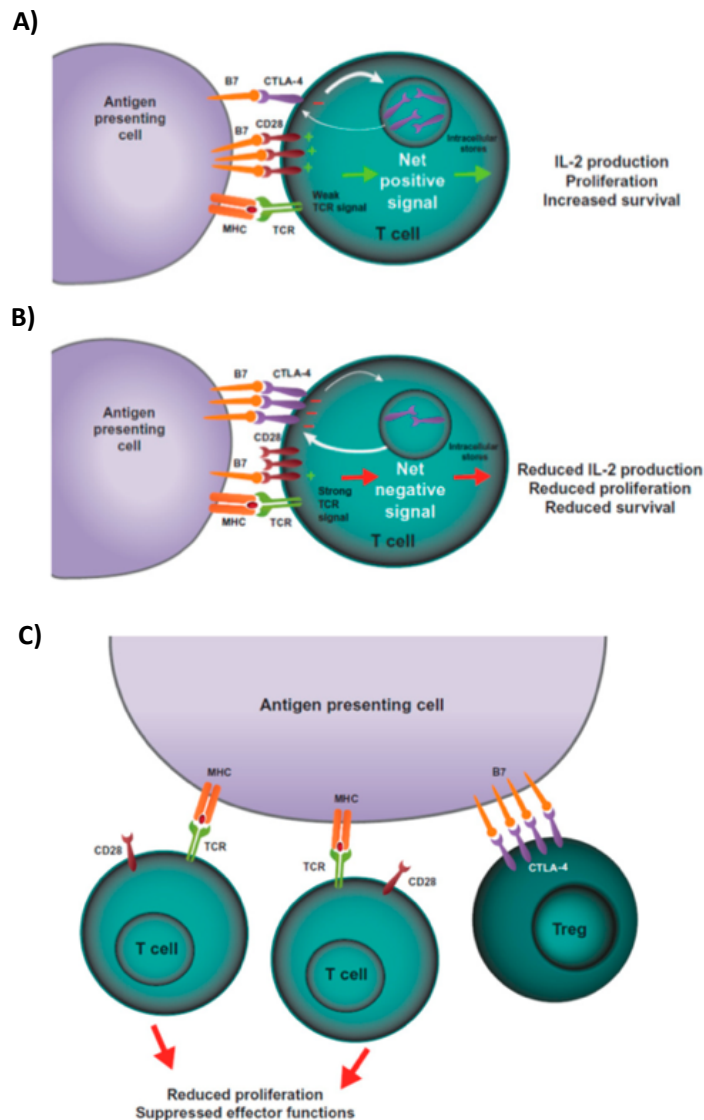 A)
B7
CTLA-4
Antigen
presenting
cell
B7
CD28
Intracellular
stores
Net
positive
signal
Weak
TCR signal
T cell
MHC
TCR
IL-2 production
Proliferation
Increased survival
B)
B7
CTLA-4
Antigen
presenting
cell
CD28
B7
Intracellular
stores
Net
negative
signal
Strong
TCR
signal
T cell
MHC
TCR
Reduced IL-2 production
Reduced proliferation
Reduced survival
C)
Antigen presenting cell
B7
MHC
MHC
CD28
TCR
TCR
CD28
CTLA-4
T cell
T cell
Treg
Reduced proliferation
Suppressed effector functions